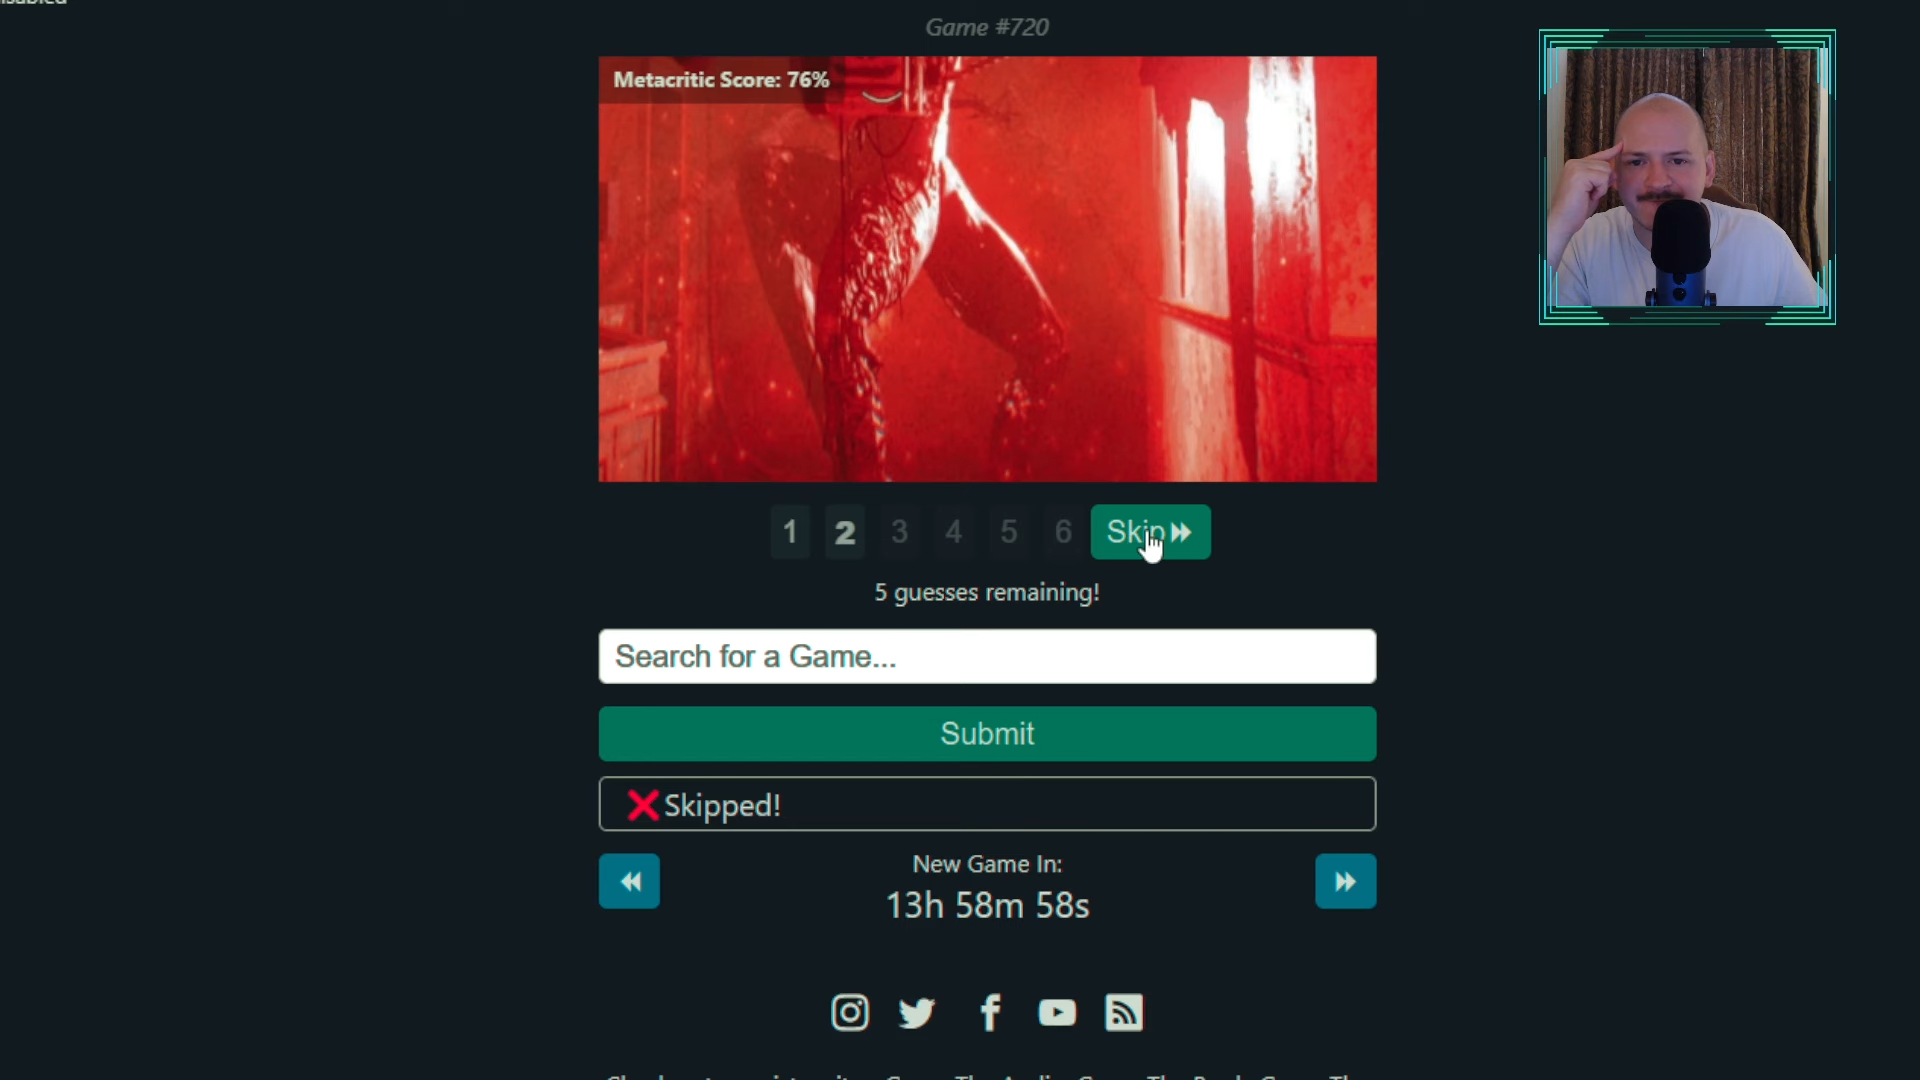 Game #720
Metacritic Score: 76%
1 2 3 4 5 6 Skip
5 guesses remaining!
Search for a Game...
Submit
Skipped!
New Game In:
13h 58m 58s